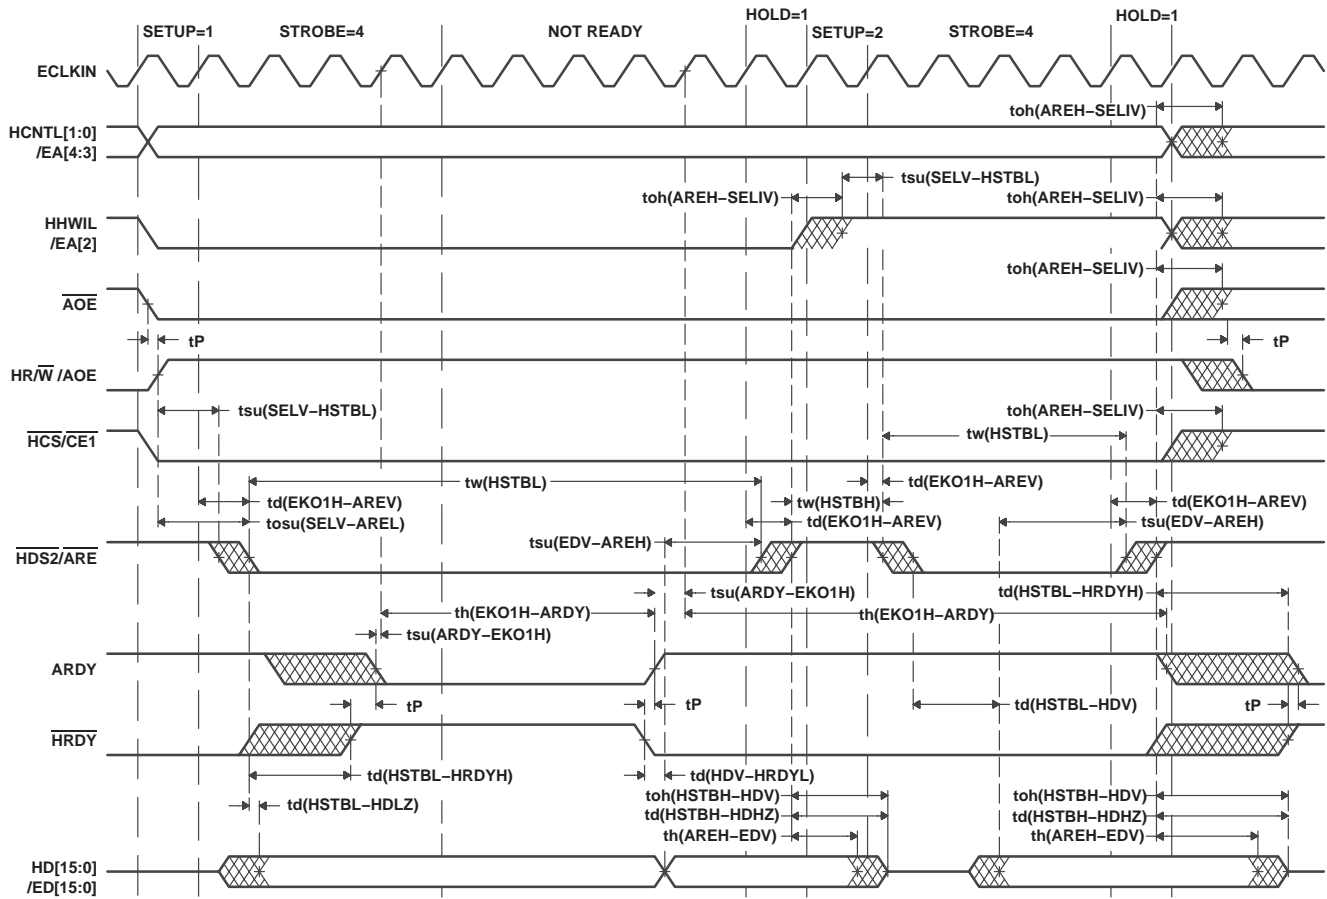 HOLD=1
HOLD=1
SETUP=1
STROBE=4
NOT READY
SETUP=2
STROBE=4
ECLKIN
toh(AREH−SELIV)
HCNTL[1:0]
/EA[4:3]
tsu(SELV−HSTBL)
toh(AREH−SELIV)
toh(AREH−SELIV)
HHWIL
/EA[2]
toh(AREH−SELIV)
AOE
tP
tP
HR/W /AOE
tsu(SELV−HSTBL)
toh(AREH−SELIV)
HCS/CE1
tw(HSTBL)
tw(HSTBL)
td(EKO1H−AREV)
td(EKO1H−AREV)
tw(HSTBH)
td(EKO1H−AREV)
tosu(SELV−AREL)
td(EKO1H−AREV)
tsu(EDV−AREH)
tsu(EDV−AREH)
HDS2/ARE
tsu(ARDY−EKO1H)
td(HSTBL−HRDYH)
th(EKO1H−ARDY)
th(EKO1H−ARDY)
tsu(ARDY−EKO1H)
ARDY
tP
tP
td(HSTBL−HDV)
tP
HRDY
td(HSTBL−HRDYH)
td(HDV−HRDYL)
td(HSTBL−HDLZ)
toh(HSTBH−HDV)
toh(HSTBH−HDV)
td(HSTBH−HDHZ)
td(HSTBH−HDHZ)
th(AREH−EDV)
th(AREH−EDV)
HD[15:0]
/ED[15:0]